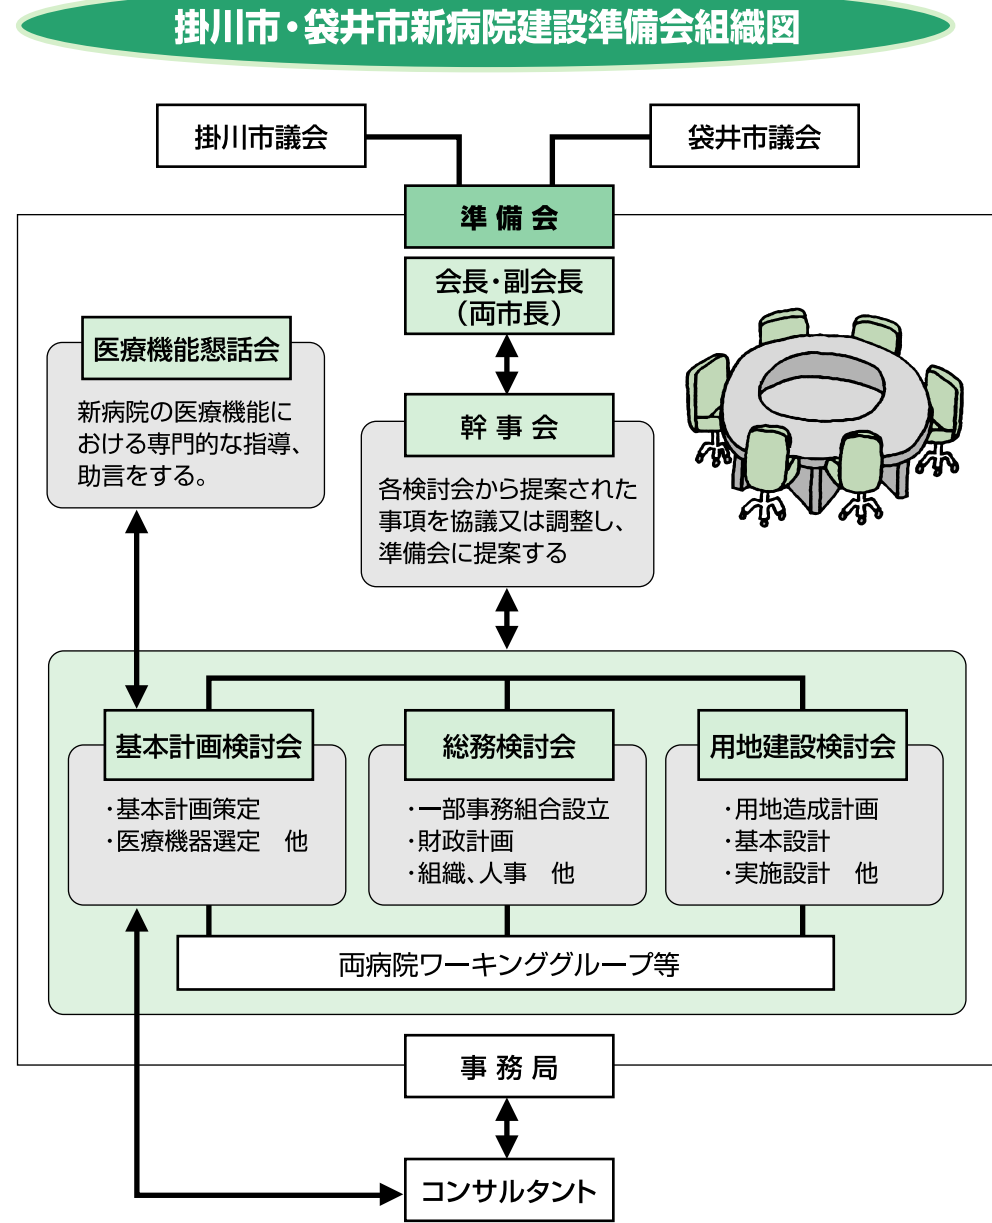 掛川市・袋井市新病院建設準備会組織図
掛川市議会
袋井市議会
準備会
会長・副会長
（両市長）
医療機能懇話会
新病院の医療機能に
おける専門的な指導、
助言をする。
幹事会
各検討会から提案された
事項を協議又は調整し、
準備会に提案する
基本計画検討会
・基本計画策定
・医療機器選定　他
総務検討会
・一部事務組合設立
・財政計画
・組織、人事　他
用地建設検討会
・用地造成計画
・基本設計
・実施設計　他
両病院ワーキンググループ等
事務局
コンサルタント